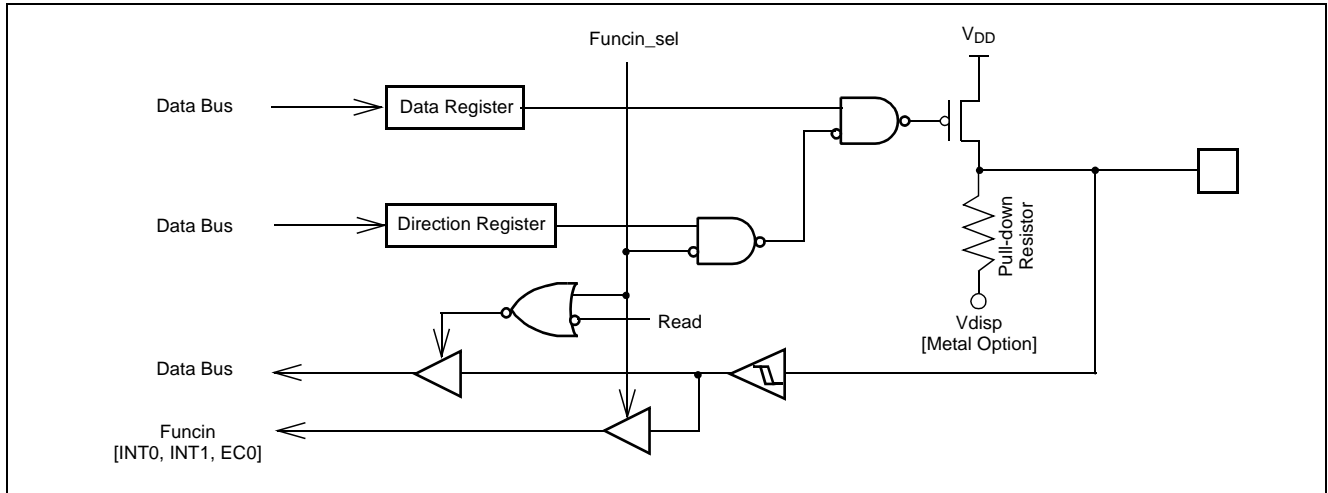 Funcin_sel
VDD
Data Bus
Data Register
Data Bus
Direction Register
Pull-down
Resistor
Read
Vdisp
[Metal Option]
Data Bus
Funcin
[INT0, INT1, EC0]